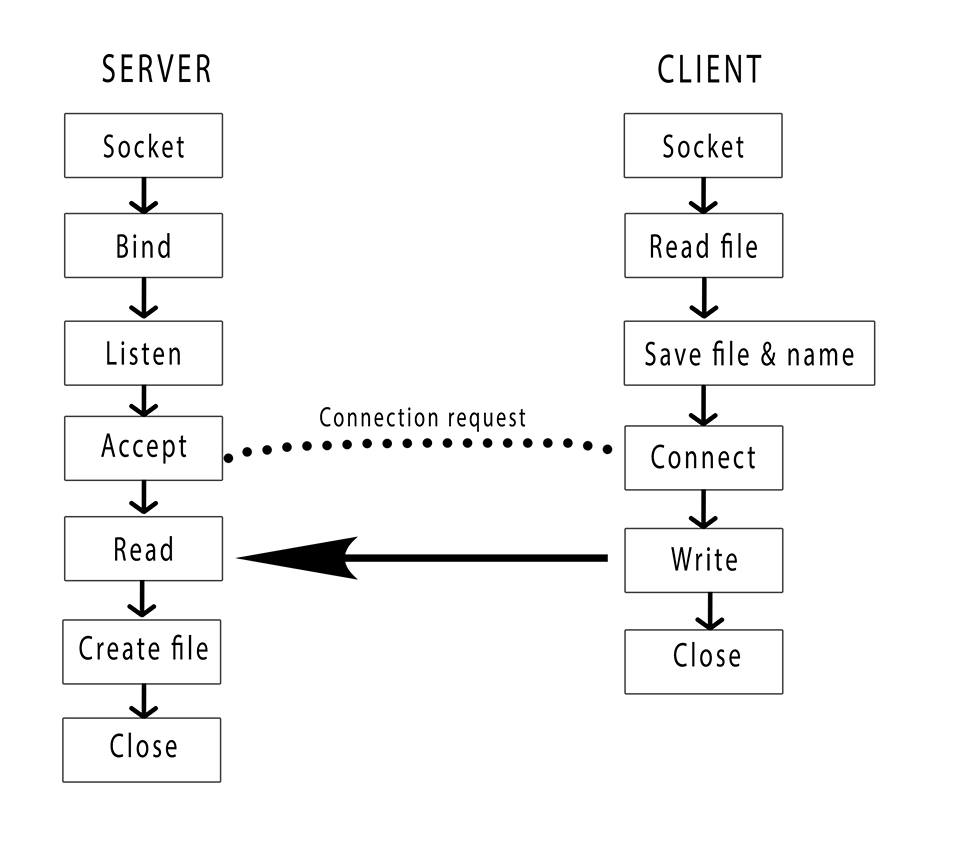 SERVER
Socket
Bind
Listen
Accept
Read
Create file
Close
Connection request
CLIENT
Socket
Read file
Save file & name
Connect
Write
Close